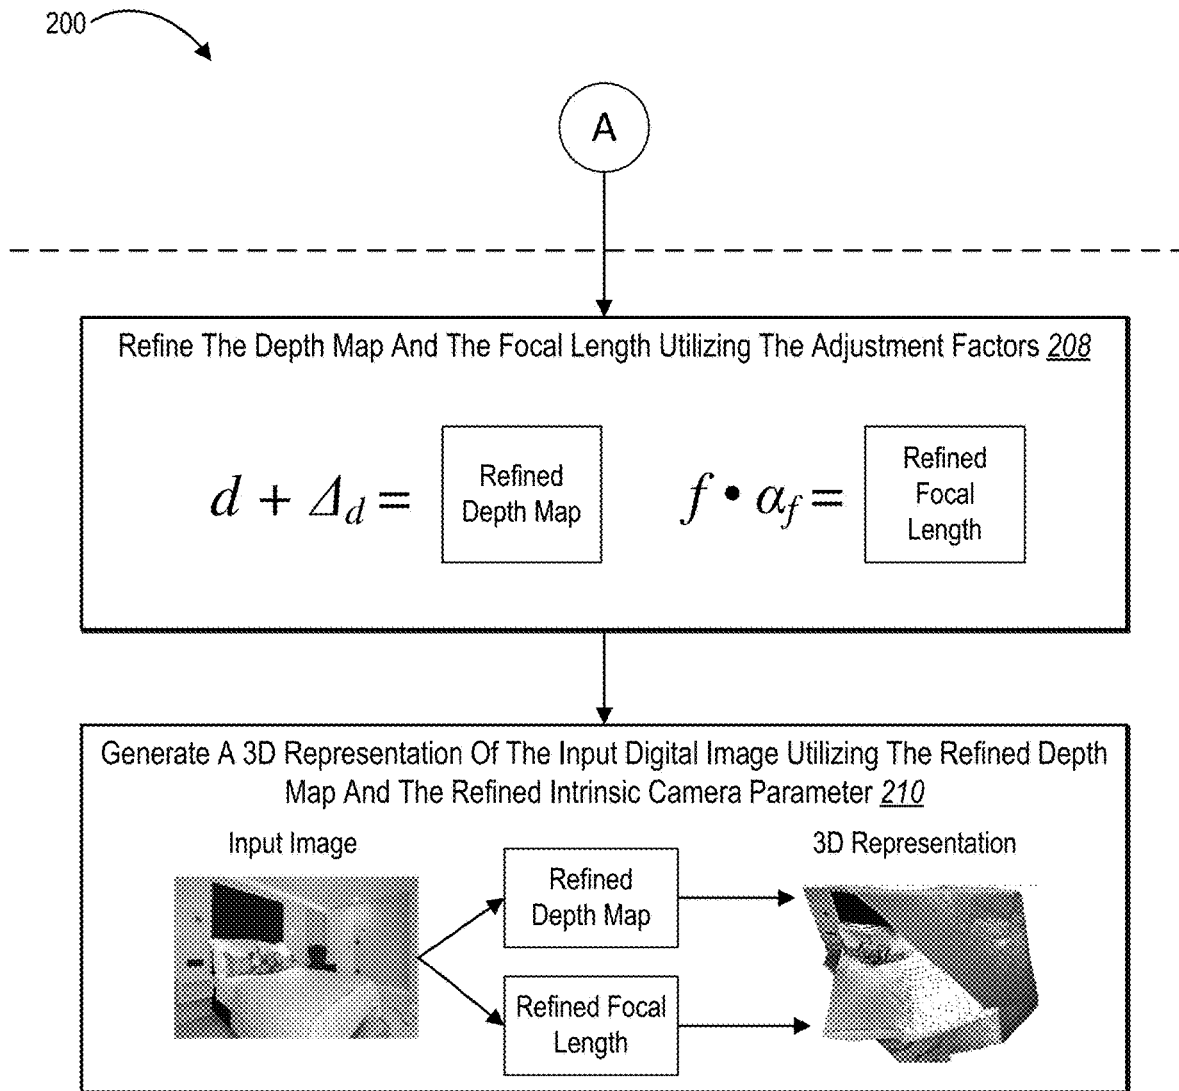 200
A
Refine The Depth Map And The Focal Length Utilizing The Adjustment Factors 208
d + Δd =
Refined
Depth Map
f • αf =
Refined
Focal
Length
Generate A 3D Representation Of The Input Digital Image Utilizing The Refined Depth
Map And The Refined Intrinsic Camera Parameter 210
Input Image
Refined
Depth Map
3D Representation
Refined Focal
Length